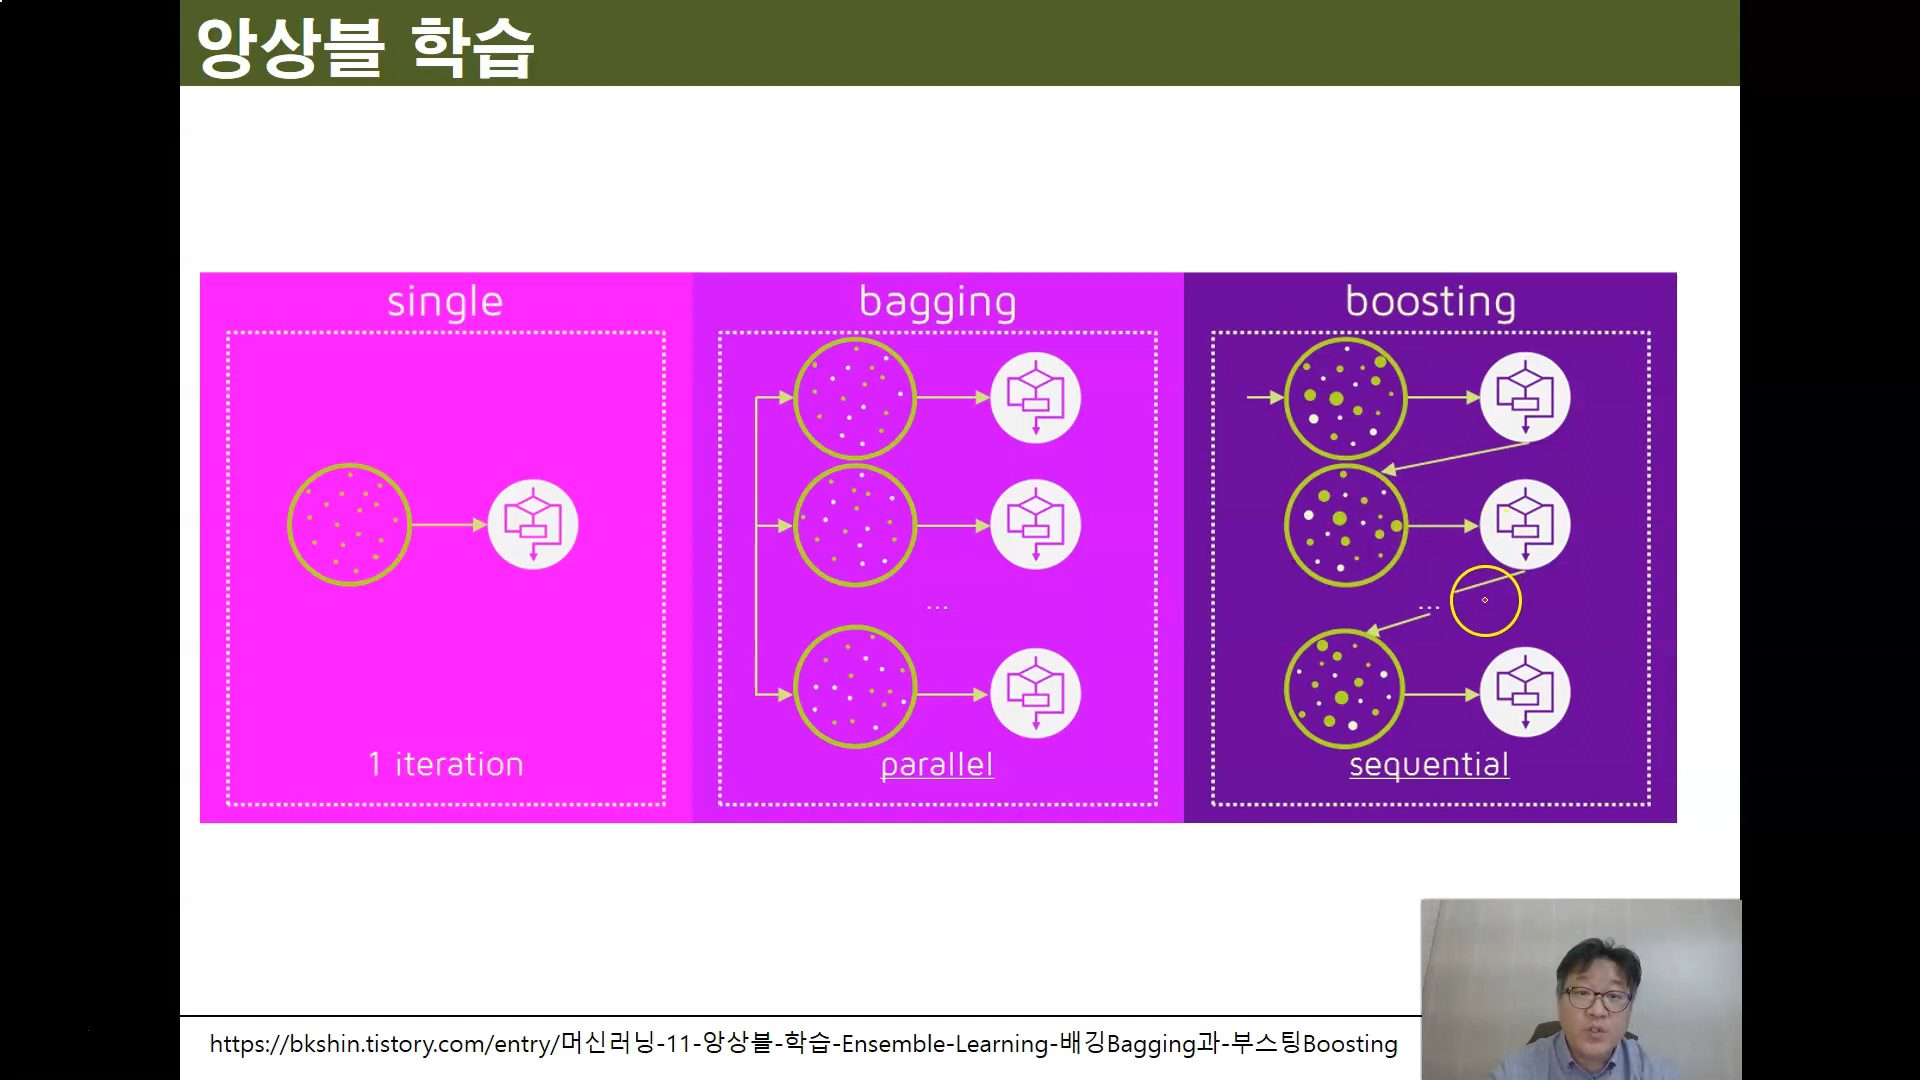 앙상블 학습
single
bagging
boosting
...
...
1 iteration
parallel
sequential
https://bkshin.tistory.com/entry/머신러닝-11-앙상블-학습-Ensemble-Learning-배깅Bagging과-부스팅Boosting